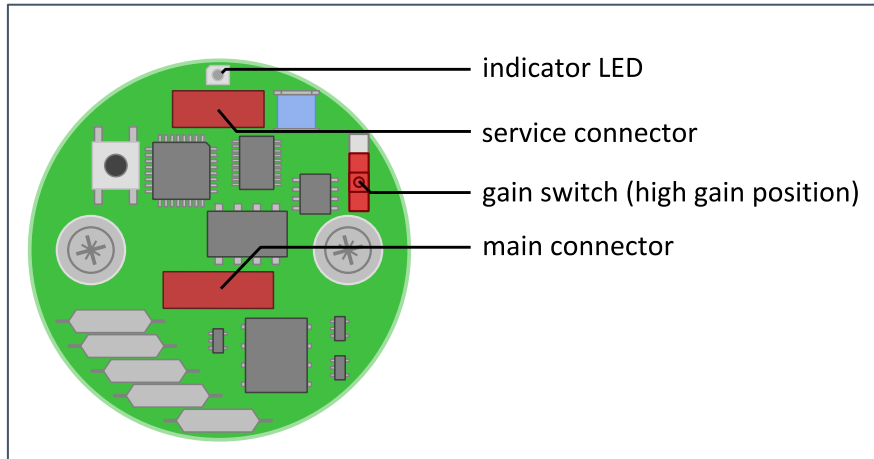 indicator LED
service connector
gain switch (high gain position)
main connector